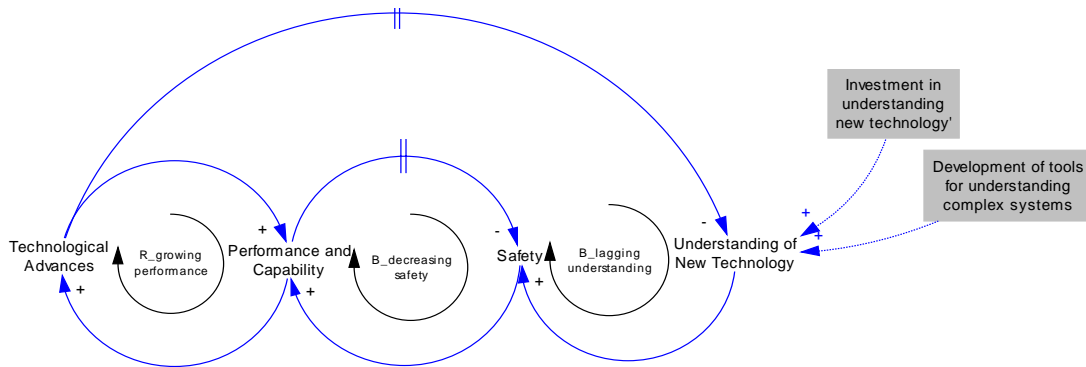 Investment in
understanding
new technology'
Development of tools
for understanding
complex systems
+
+
+
-
-
Technological
Advances
R_growing
performance
Performance and
Capability
B_decreasing
safety
Safety
B_lagging
understanding
Understanding of
New Technology
+
+
+